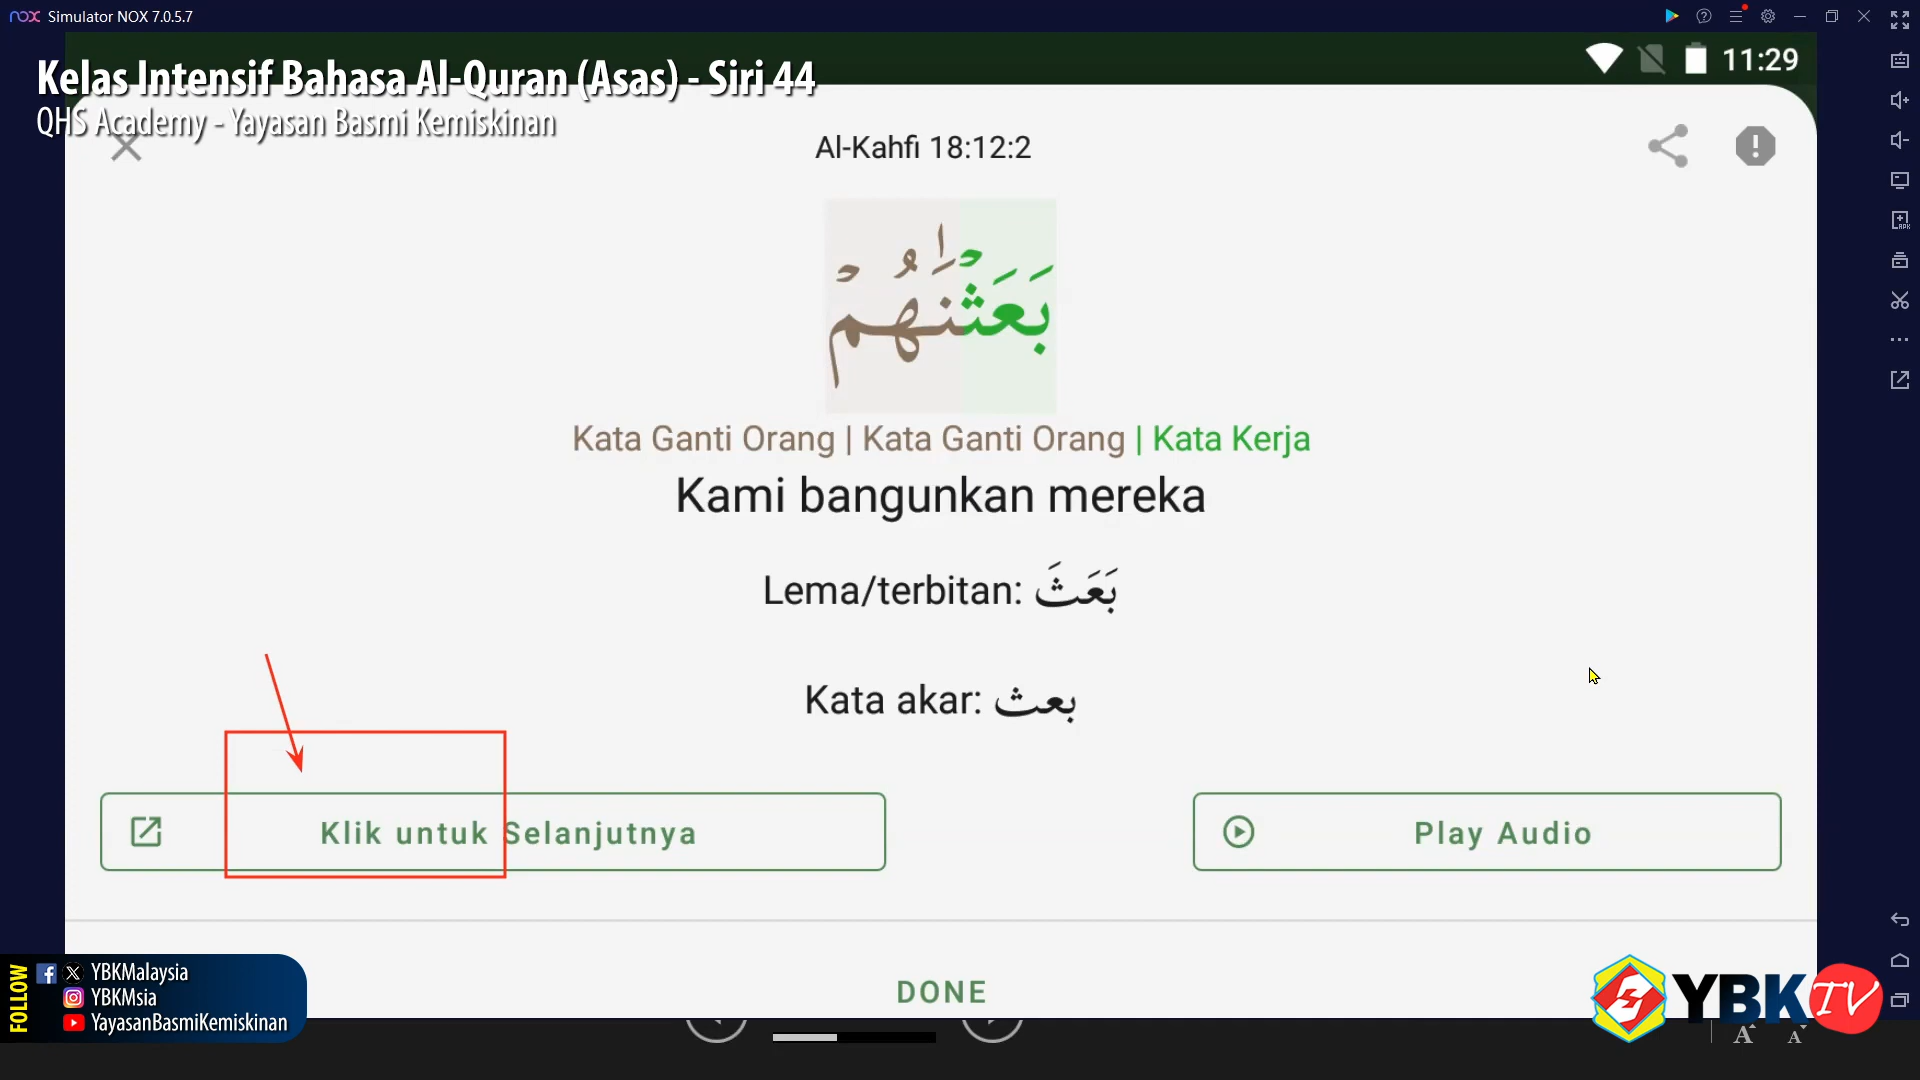 nox Simulator NOX 7.0.5.7
11:29
Kelas Intensif Bahasa Al-Quran (Asas) - Siri 44
QHS Academy - Yayasan Basmi Kemiskinan
Al-Kahfi 18:12:2
بَعَثْنَٰهُمْ
Kata Ganti Orang | Kata Ganti Orang | Kata Kerja
Kami bangunkan mereka
Lema/terbitan: بَعَثَ
Kata akar: بعث
Klik untuk Selanjutnya
Play Audio
DONE
FOLLOW
YBKMalaysia
YBKMsia
YayasanBasmiKemiskinan
YBK TV
A A